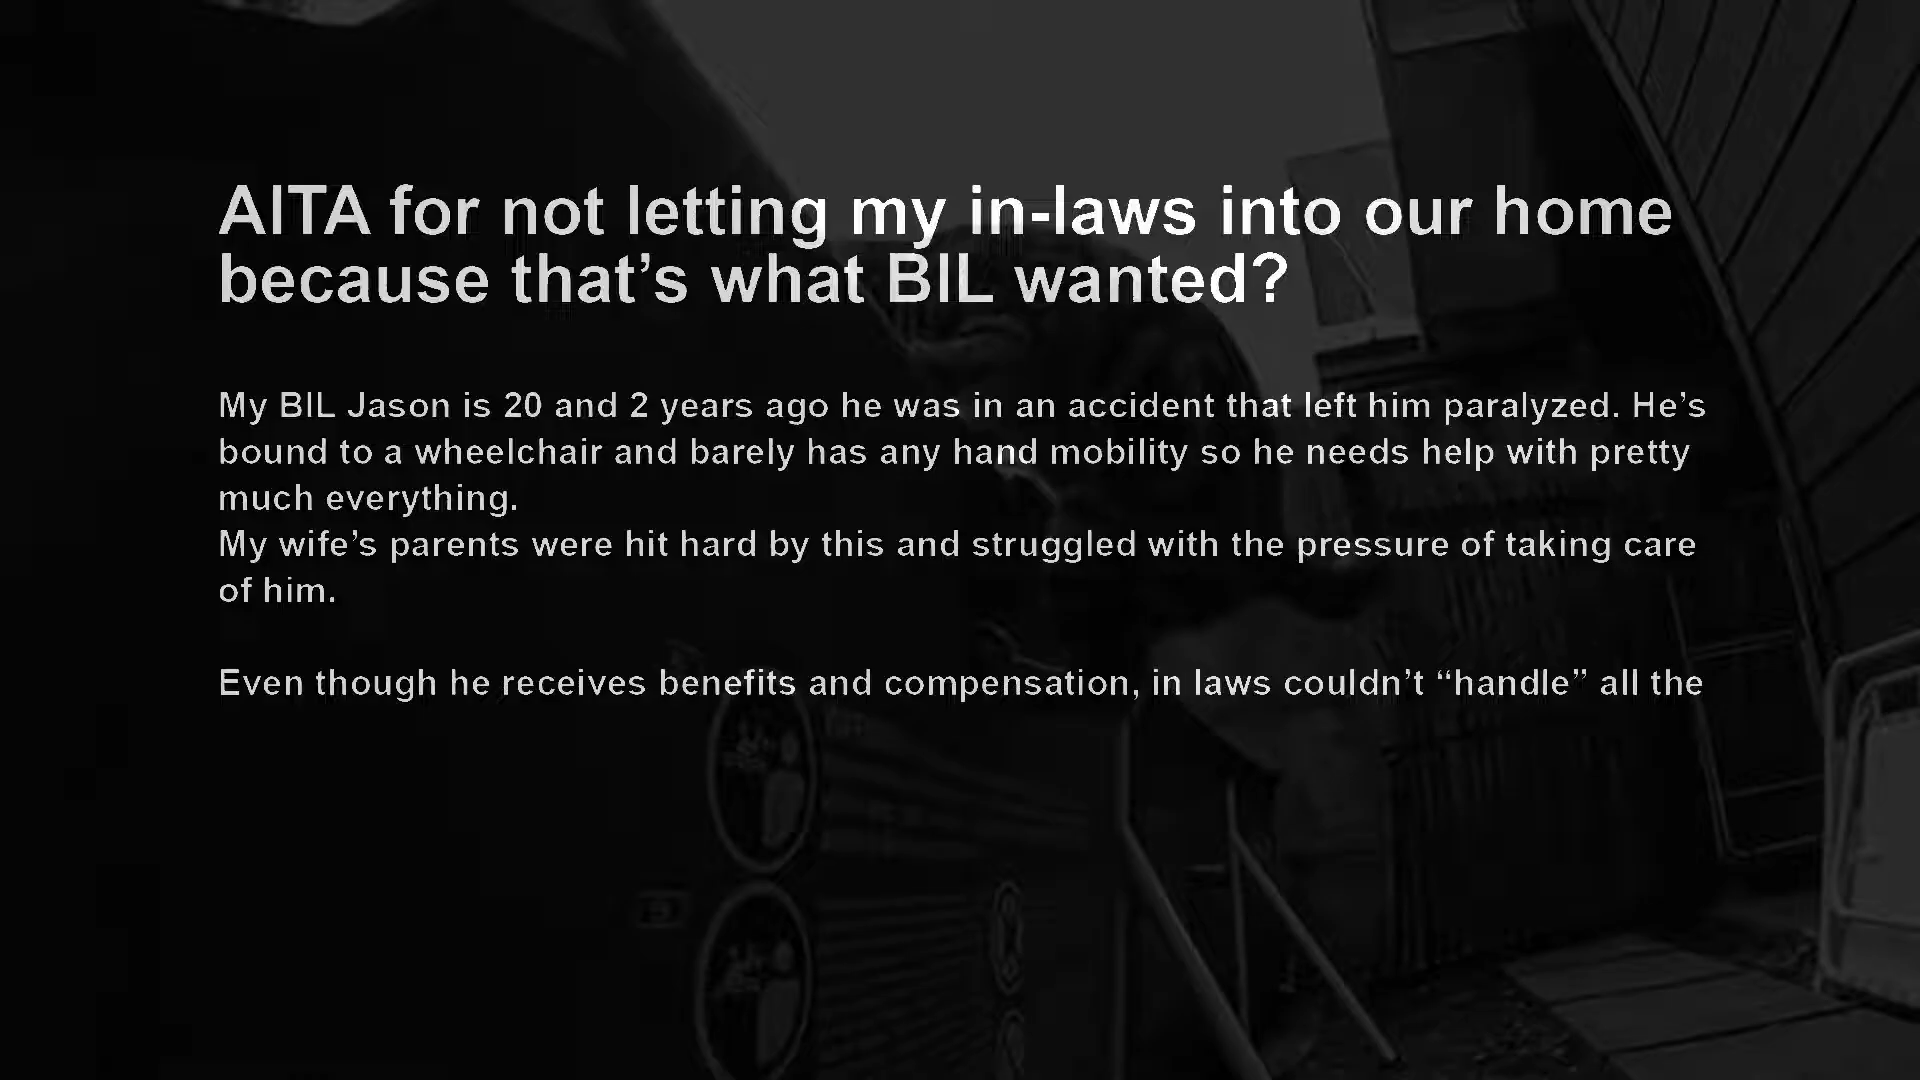 AITA for not letting my in-laws into our home
because that’s what BIL wanted?
My BIL Jason is 20 and 2 years ago he was in an accident that left him paralyzed. He’s
bound to a wheelchair and barely has any hand mobility so he needs help with pretty
much everything.
My wife’s parents were hit hard by this and struggled with the pressure of taking care
of him.
Even though he receives benefits and compensation, in laws couldn’t “handle” all the